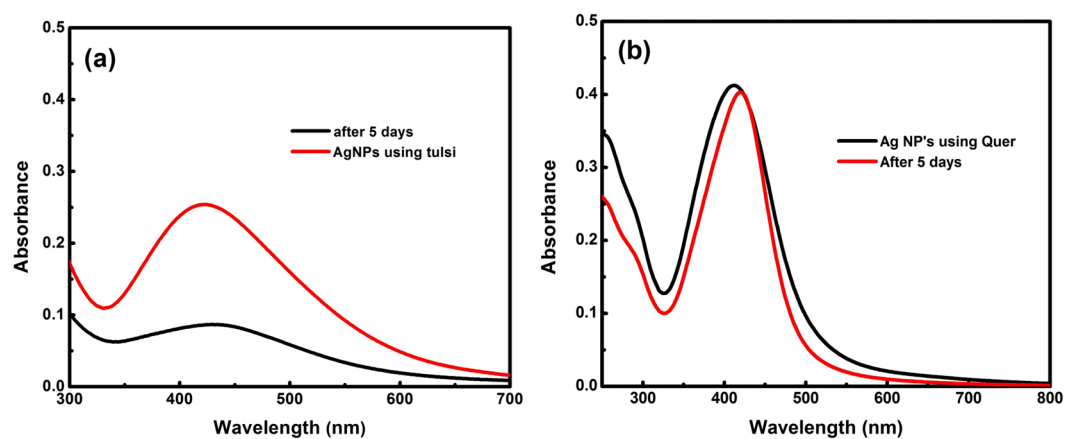 (a)
0.5
0.4
0.3
0.2
0.1
0.0
Absorbance
after 5 days
AgNPs using tulsi
300
400
500
600
700
Wavelength (nm)
(b)
0.5
0.4
0.3
0.2
0.1
0.0
Absorbance
Ag NP's using Quer
After 5 days
300
400
500
600
700
800
Wavelength (nm)